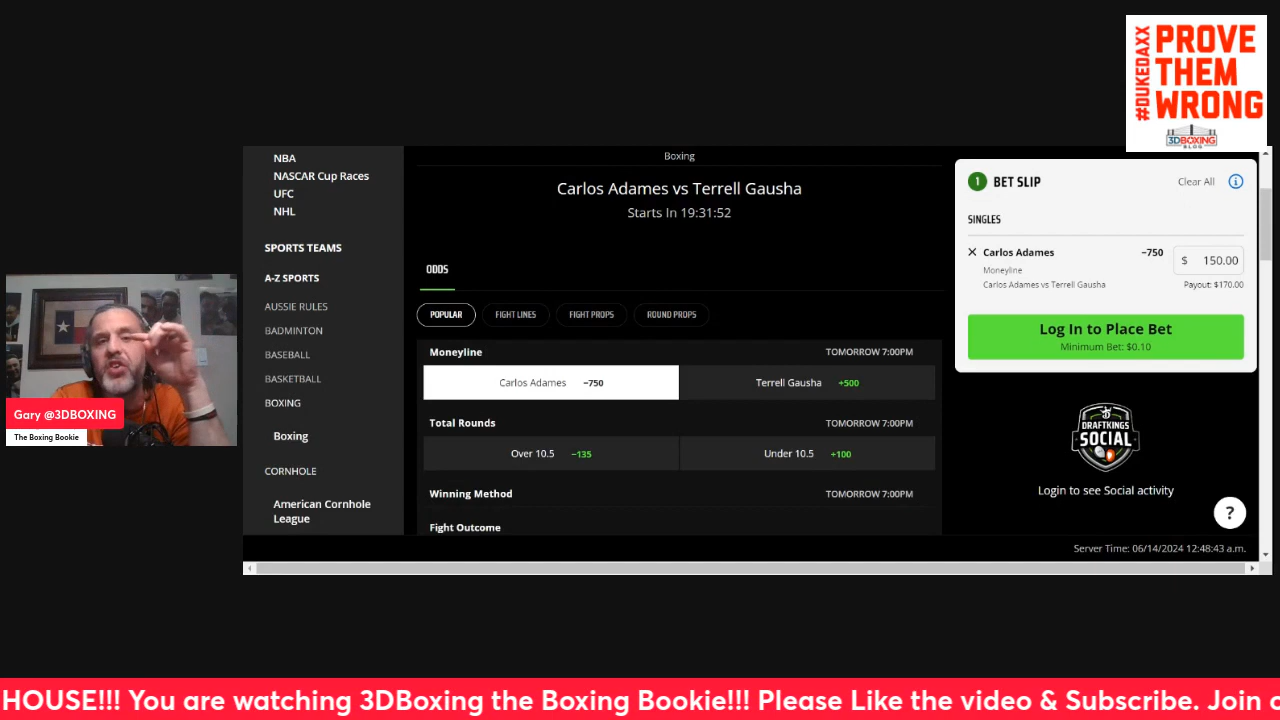 #DUKEDAXX
PROVE
THEM
WRONG
3DBOXING
BLOG
NBA
NASCAR Cup Races
UFC
NHL
SPORTS TEAMS
A-Z SPORTS
AUSSIE RULES
BADMINTON
BASEBALL
BASKETBALL
BOXING
Boxing
CORNHOLE
American Cornhole
League
Boxing
Carlos Adames vs Terrell Gausha
Starts In 19:31:52
ODDS
POPULAR FIGHT LINES FIGHT PROPS ROUND PROPS
Moneyline TOMORROW 7:00PM
Carlos Adames −750 Terrell Gausha +500
Total Rounds TOMORROW 7:00PM
Over 10.5 −135 Under 10.5 +100
Winning Method TOMORROW 7:00PM
Fight Outcome
1 BET SLIP Clear All i
SINGLES
Carlos Adames −750 $ 150.00
Moneyline
Carlos Adames vs Terrell Gausha Payout: $170.00
Log In to Place Bet
Minimum Bet: $0.10
DRAFTKINGS
SOCIAL
Login to see Social activity
?
Server Time: 06/14/2024 12:48:43 a.m.
Gary @3DBOXING
The Boxing Bookie
HOUSE!!! You are watching 3DBoxing the Boxing Bookie!!! Please Like the video & Subscribe. Join